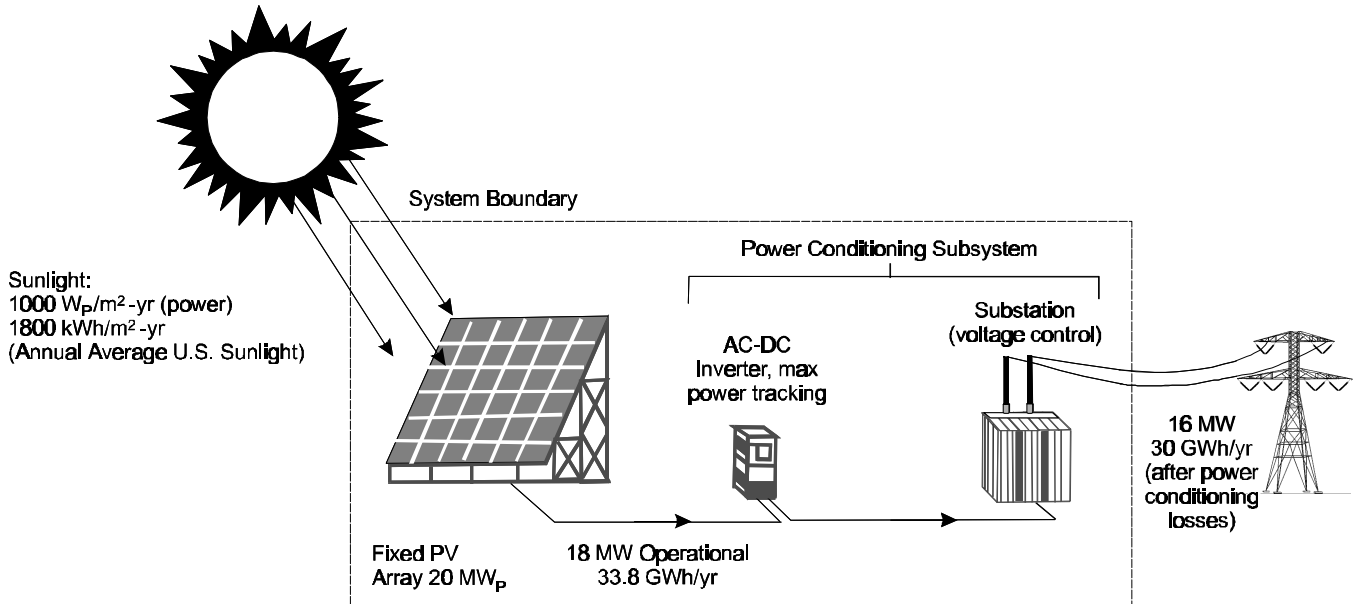 System Boundary
Power Conditioning Subsystem
Sunlight:
1000 Wₚ/m²-yr (power)
1800 kWh/m²-yr
(Annual Average U.S. Sunlight)
Substation
(voltage control)
AC-DC
Inverter, max
power tracking
16 MW
30 GWh/yr
(after power
conditioning
losses)
Fixed PV
Array 20 MWₚ
18 MW Operational
33.8 GWh/yr